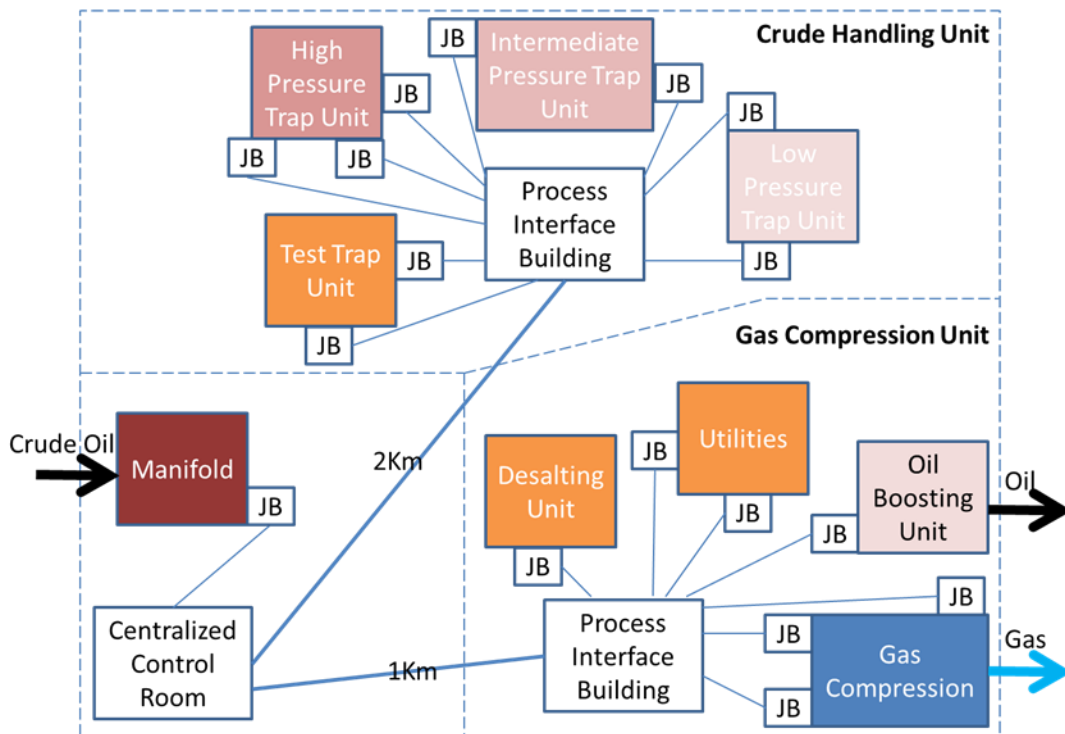 Crude Handling Unit
JB
Intermediate
Pressure Trap
Unit
High
Pressure
Trap Unit
JB
JB
JB
JB
JB
JB
Low
Pressure
Trap Unit
Process
Interface
Building
Test Trap
Unit
JB
JB
JB
Gas Compression Unit
Crude Oil
Manifold
JB
2Km
Desalting
Unit
JB
JB
Utilities
JB
Oil
Boosting
Unit
JB
Oil
Centralized
Control
Room
1Km
Process
Interface
Building
JB
JB
JB
Gas
Compression
Gas